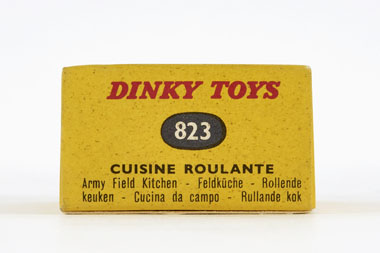 DINKY TOYS
823
CUISINE ROULANTE
Army Field Kitchen - Feldküche - Rollende
keuken - Cucina da campo - Rullande kok